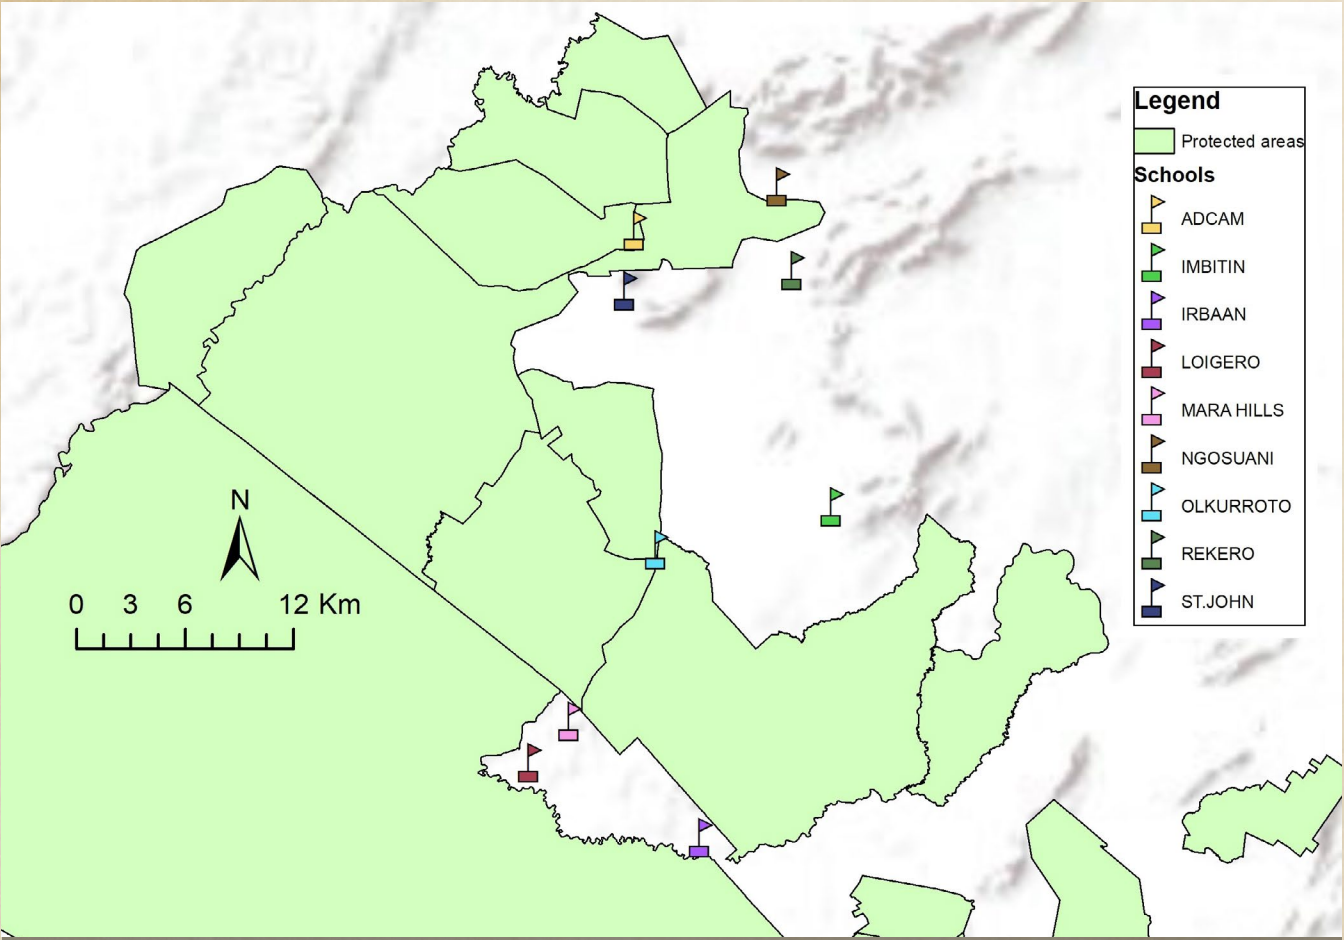 Legend
Protected areas
Schools
ADCAM
IMBITIN
IRBAAN
LOIGERO
MARA HILLS
NGOSUANI
OLKURROTO
REKERO
ST.JOHN
N
0 3 6 12 Km